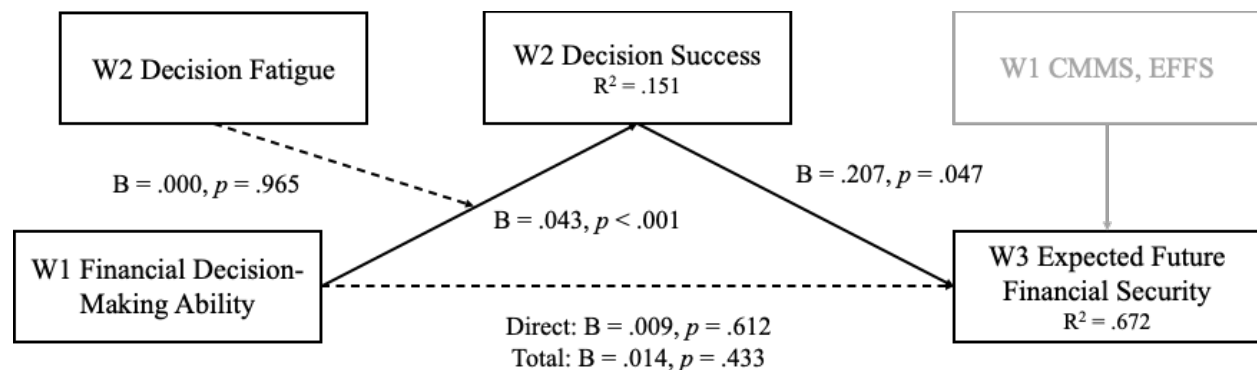 W2 Decision Fatigue
W2 Decision Success
R² = .151
W1 CMMS, EFFS
B = .000, p = .965
B = .043, p < .001
B = .207, p = .047
W1 Financial Decision-
Making Ability
W3 Expected Future
Financial Security
R² = .672
Direct: B = .009, p = .612
Total: B = .014, p = .433